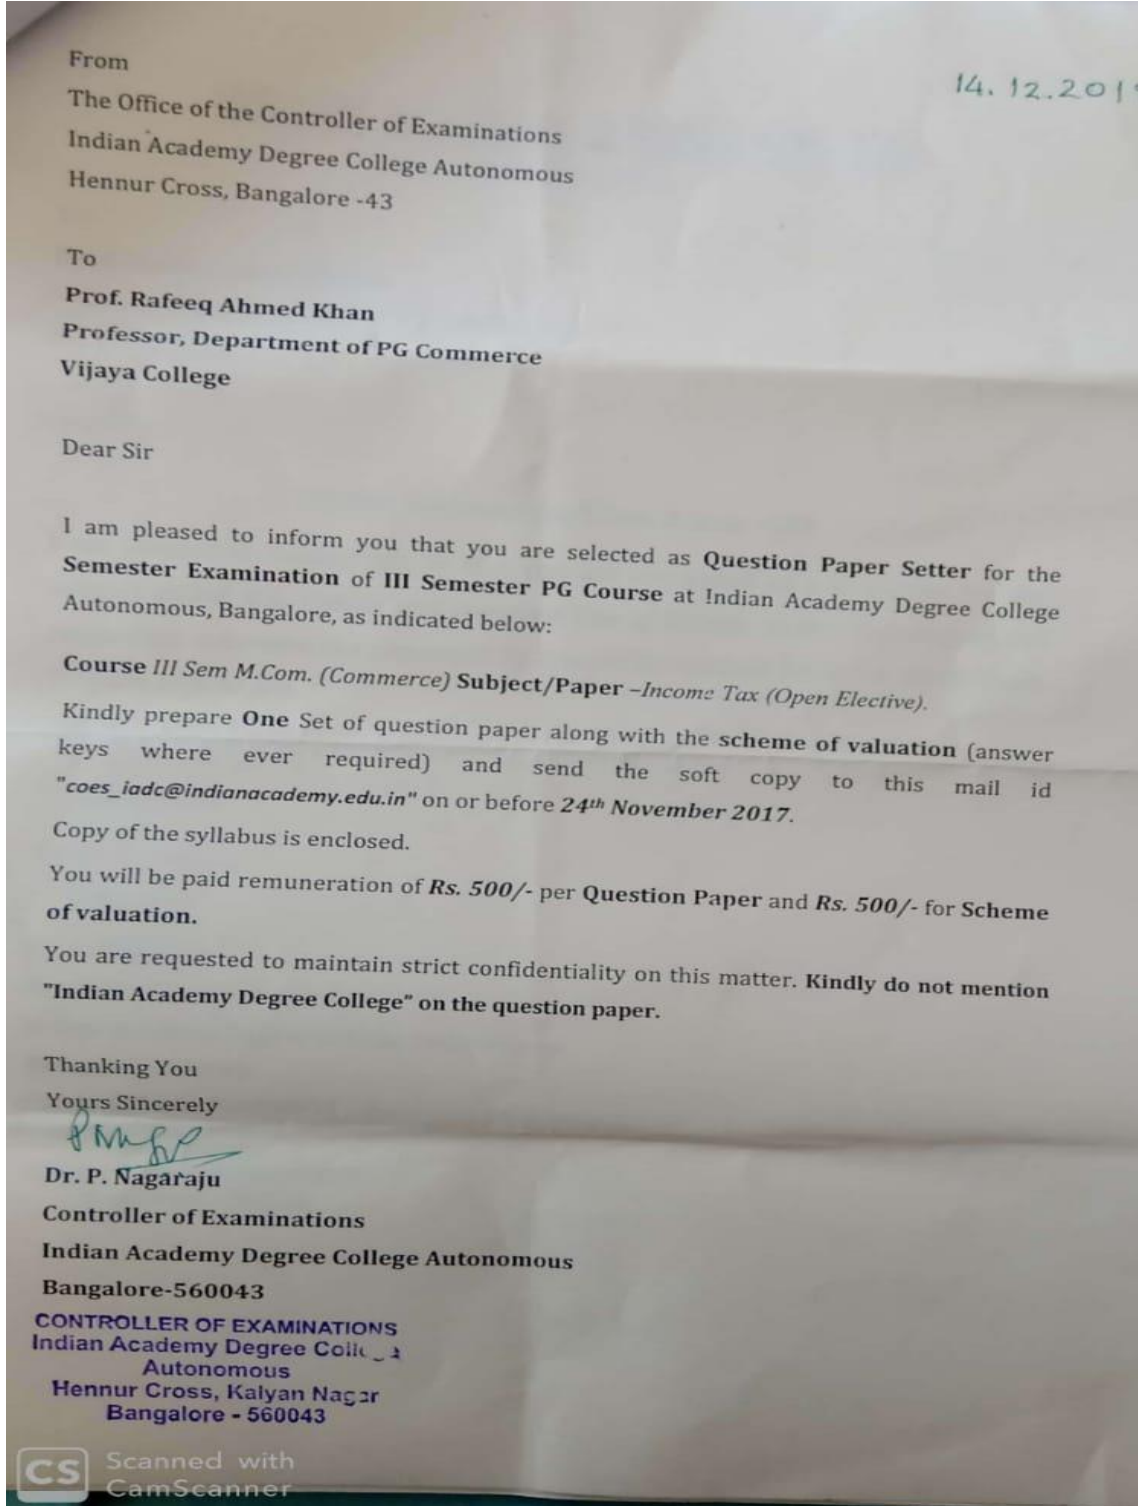 From
14.12.201
The Office of the Controller of Examinations
Indian Academy Degree College Autonomous
Hennur Cross, Bangalore -43
To
Prof. Rafeeq Ahmed Khan
Professor, Department of PG Commerce
Vijaya College
Dear Sir
I am pleased to inform you that you are selected as Question Paper Setter for the
Semester Examination of III Semester PG Course at Indian Academy Degree College
Autonomous, Bangalore, as indicated below:
Course III Sem M.Com. (Commerce) Subject/Paper –Income Tax (Open Elective).
Kindly prepare One Set of question paper along with the scheme of valuation (answer
keys where ever required) and send the soft copy to this mail id
"coes_iadc@indianacademy.edu.in" on or before 24th November 2017.
Copy of the syllabus is enclosed.
You will be paid remuneration of Rs. 500/- per Question Paper and Rs. 500/- for Scheme
of valuation.
You are requested to maintain strict confidentiality on this matter. Kindly do not mention
"Indian Academy Degree College" on the question paper.
Thanking You
Yours Sincerely
Dr. P. Nagaraju
Controller of Examinations
Indian Academy Degree College Autonomous
Bangalore-560043
CONTROLLER OF EXAMINATIONS
Indian Academy Degree College
Autonomous
Hennur Cross, Kalyan Nagar
Bangalore - 560043
CS Scanned with
CamScanner